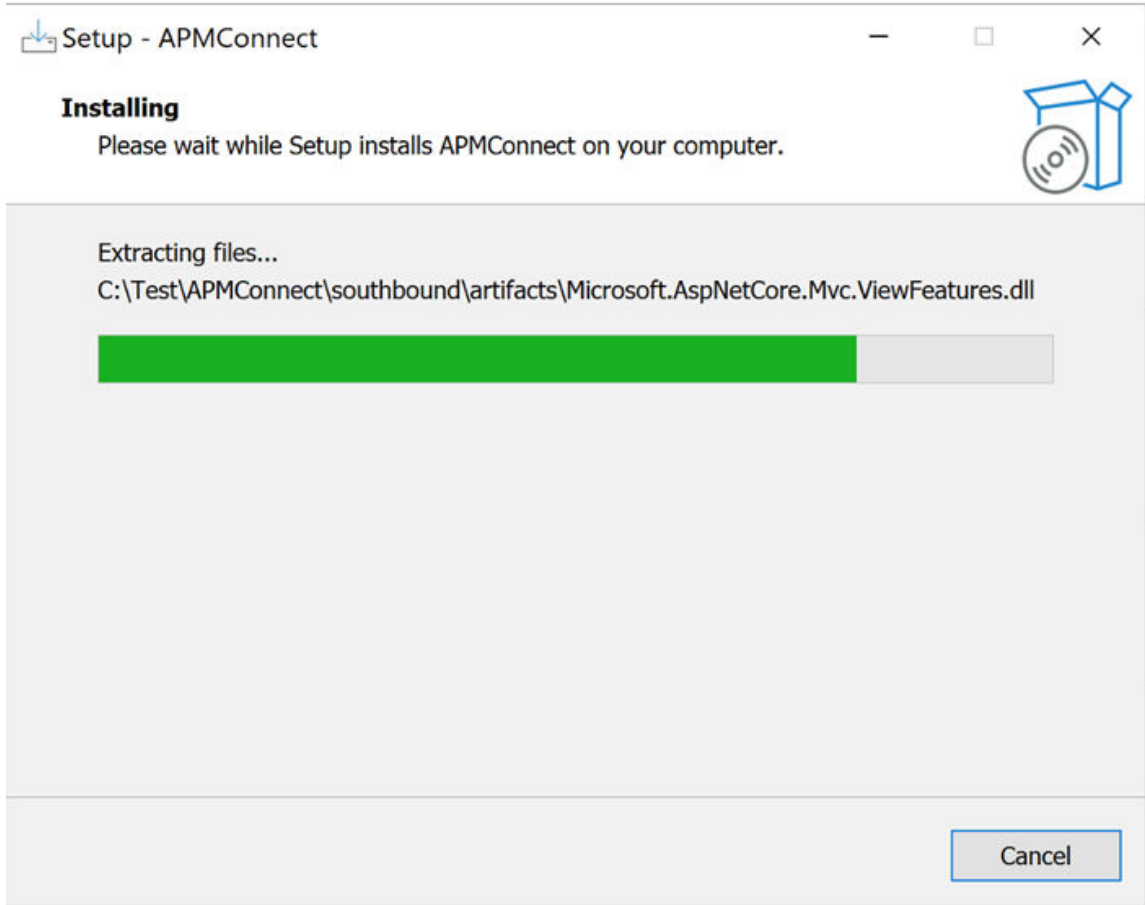 Setup - APMConnect
Installing
Please wait while Setup installs APMConnect on your computer.
Extracting files...
C:\Test\APMConnect\southbound\artifacts\Microsoft.AspNetCore.Mvc.ViewFeatures.dll
Cancel